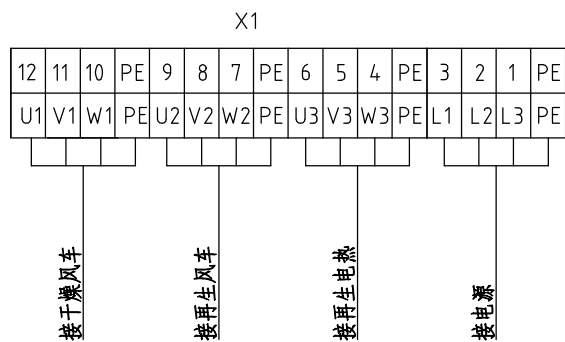 X1
12 11 10 PE 9 8 7 PE 6 5 4 PE 3 2 1 PE
U1 V1 W1 PE U2 V2 W2 PE U3 V3 W3 PE L1 L2 L3 PE
接干燥风车
接再生风车
接再生电热
接电源